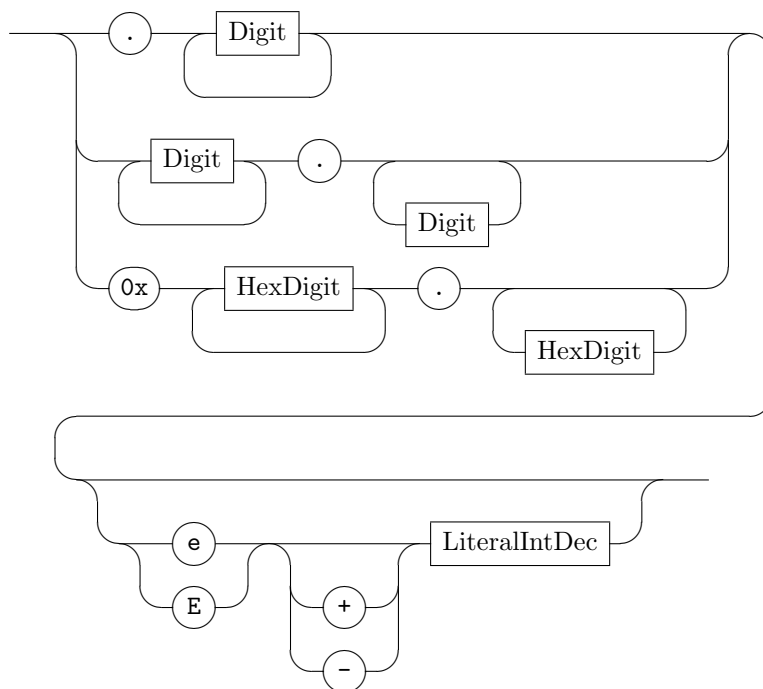 . Digit
Digit . Digit
0x HexDigit . HexDigit
e LiteralIntDec
E +
-